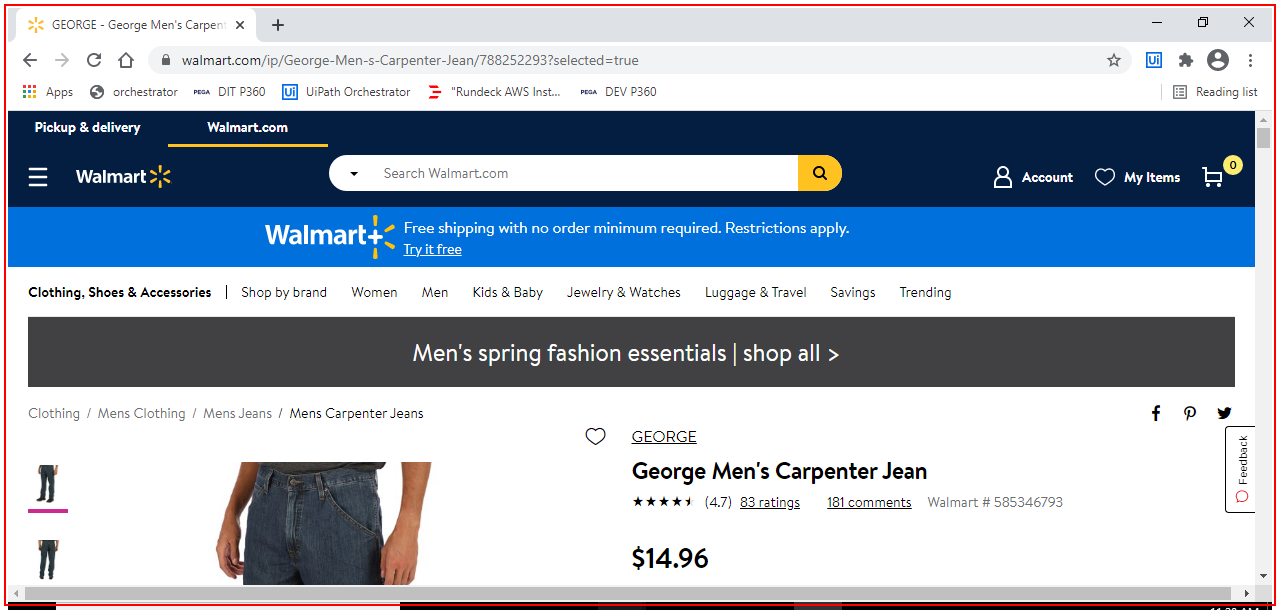 GEORGE - George Men's Carpent
walmart.com/ip/George-Men-s-Carpenter-Jean/788252293?selected=true
Ui
Apps
orchestrator
PEGA DIT P360
Ui UiPath Orchestrator
"Rundeck AWS Inst...
PEGA DEV P360
Reading list
Pickup & delivery
Walmart.com
Walmart
Search Walmart.com
Account
My Items
0
Walmart+
Free shipping with no order minimum required. Restrictions apply.
Try it free
Clothing, Shoes & Accessories | Shop by brand Women Men Kids & Baby Jewelry & Watches Luggage & Travel Savings Trending
Men's spring fashion essentials | shop all >
Clothing / Mens Clothing / Mens Jeans / Mens Carpenter Jeans
GEORGE
Feedback
George Men's Carpenter Jean
(4.7) 83 ratings 181 comments Walmart # 585346793
$14.96